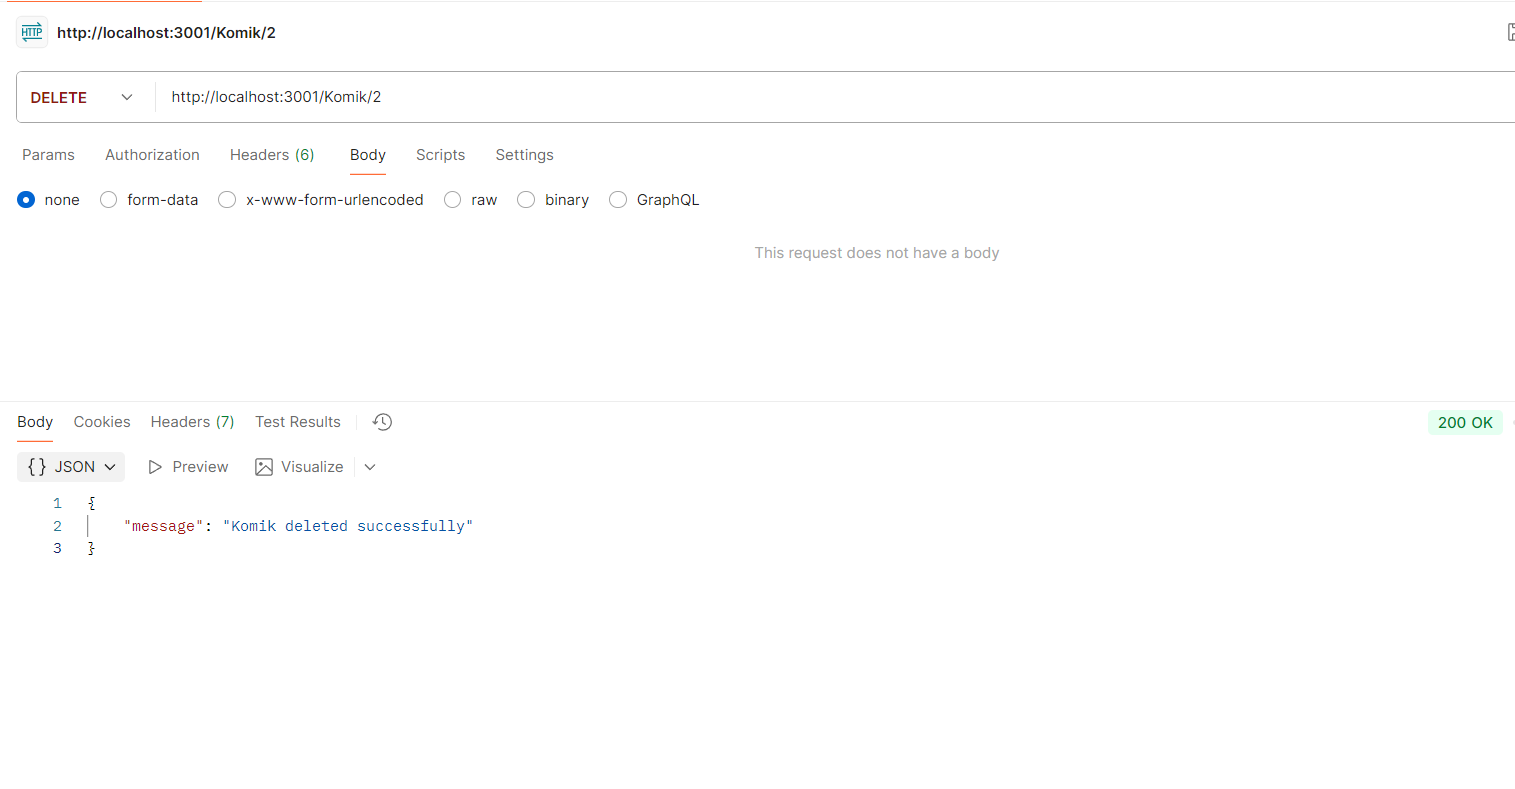 HTTP http://localhost:3001/Komik/2
DELETE http://localhost:3001/Komik/2
Params Authorization Headers (6) Body Scripts Settings
none form-data x-www-form-urlencoded raw binary GraphQL
This request does not have a body
Body Cookies Headers (7) Test Results 200 OK
{} JSON Preview Visualize
1 {
2 "message": "Komik deleted successfully"
3 }